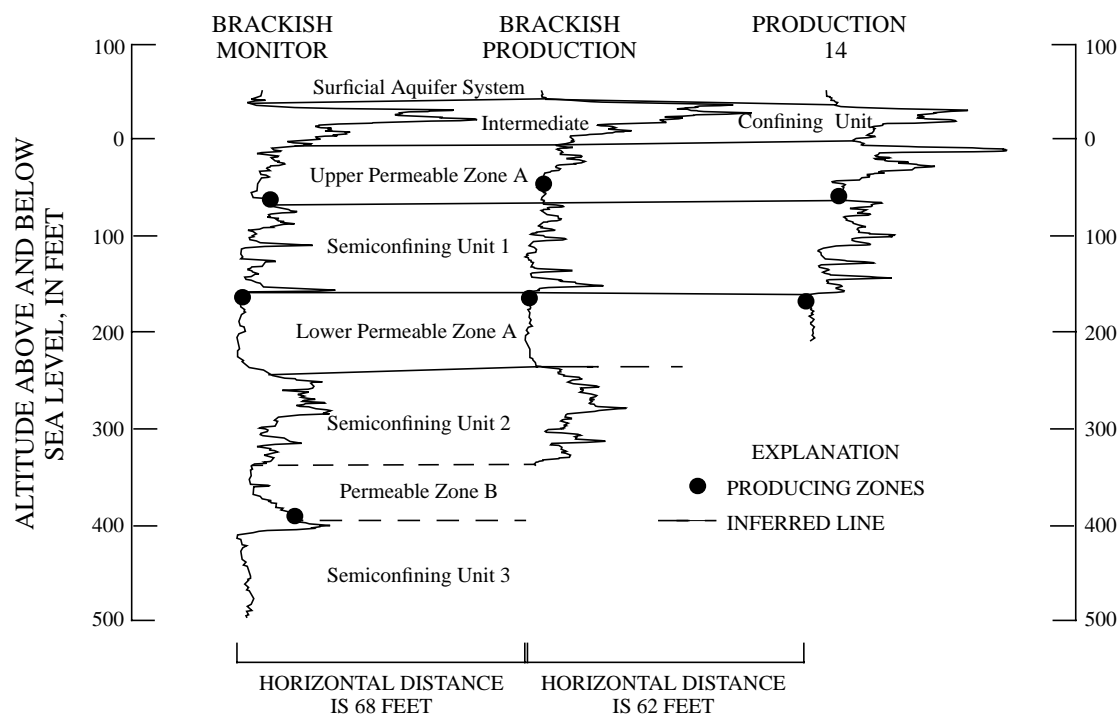 BRACKISH
MONITOR
BRACKISH
PRODUCTION
PRODUCTION
14
100
0
100
200
300
400
500
100
0
100
200
300
400
500
ALTITUDE ABOVE AND BELOW
SEA LEVEL, IN FEET
Surficial Aquifer System
Intermediate Confining Unit
Upper Permeable Zone A
Semiconfining Unit 1
Lower Permeable Zone A
Semiconfining Unit 2
Permeable Zone B
Semiconfining Unit 3
EXPLANATION
PRODUCING ZONES
INFERRED LINE
HORIZONTAL DISTANCE
IS 68 FEET
HORIZONTAL DISTANCE
IS 62 FEET